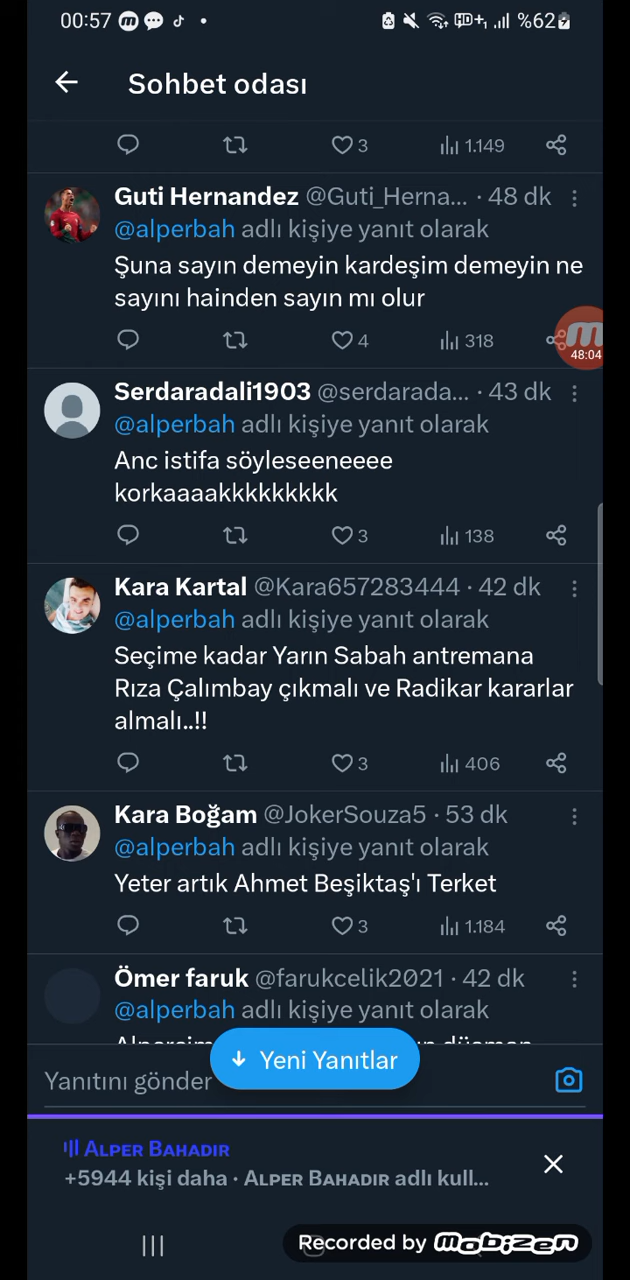 00:57
HD+ %62
Sohbet odası
3 1.149
Guti Hernandez @Guti_Herna... · 48 dk
@alperbah adlı kişiye yanıt olarak
Şuna sayın demeyin kardeşim demeyin ne
sayını hainden sayın mı olur
4 318
48:04
Serdaradali1903 @serdarada... · 43 dk
@alperbah adlı kişiye yanıt olarak
Anc istifa söyleseeneeee
korkaaaakkkkkkkkk
3 138
Kara Kartal @Kara657283444 · 42 dk
@alperbah adlı kişiye yanıt olarak
Seçime kadar Yarın Sabah antremana
Rıza Çalımbay çıkmalı ve Radikar kararlar
almalı..!!
3 406
Kara Boğam @JokerSouza5 · 53 dk
@alperbah adlı kişiye yanıt olarak
Yeter artık Ahmet Beşiktaş'ı Terket
3 1.184
Ömer faruk @farukcelik2021 · 42 dk
@alperbah adlı kişiye yanıt olarak
Yeni Yanıtlar
Yanıtını gönder
ALPER BAHADIR
+5944 kişi daha · ALPER BAHADIR adlı kull...
Recorded by mobizen